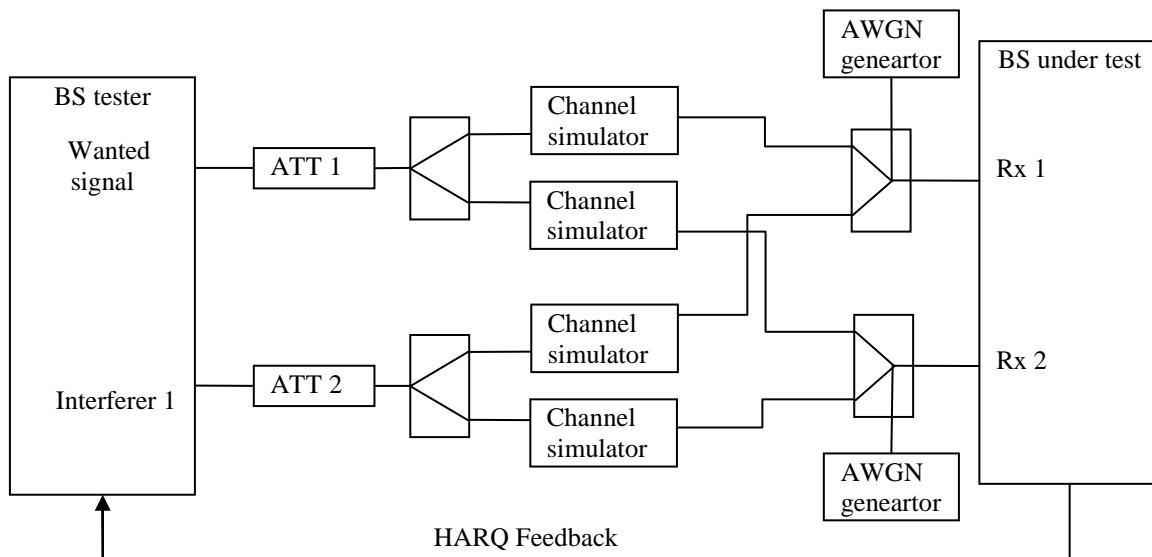 AWGN
geneartor
BS under test
BS tester
Channel
simulator
Wanted
signal
ATT 1
Rx 1
Channel
simulator
Channel
simulator
Rx 2
ATT 2
Interferer 1
Channel
simulator
AWGN
geneartor
HARQ Feedback